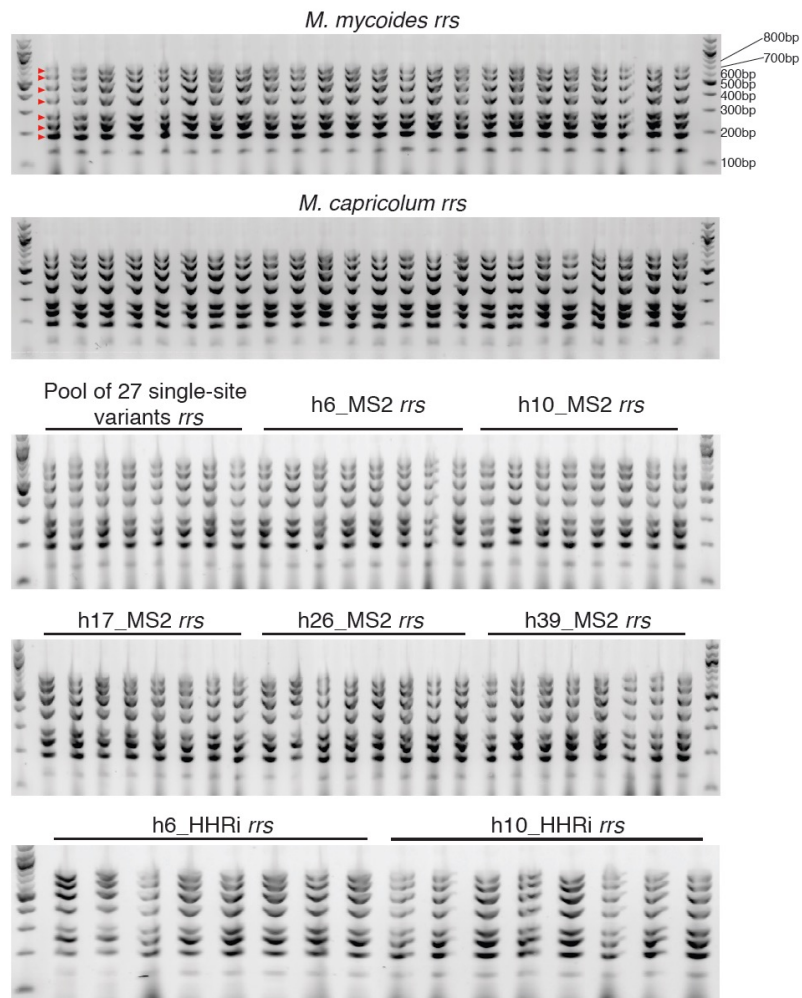 M. mycoides rrs
800bp
700bp
600bp
500bp
400bp
300bp
200bp
100bp
M. capricolum rrs
Pool of 27 single-site
variants rrs
h6_MS2 rrs
h10_MS2 rrs
h17_MS2 rrs
h26_MS2 rrs
h39_MS2 rrs
h6_HHRi rrs
h10_HHRi rrs